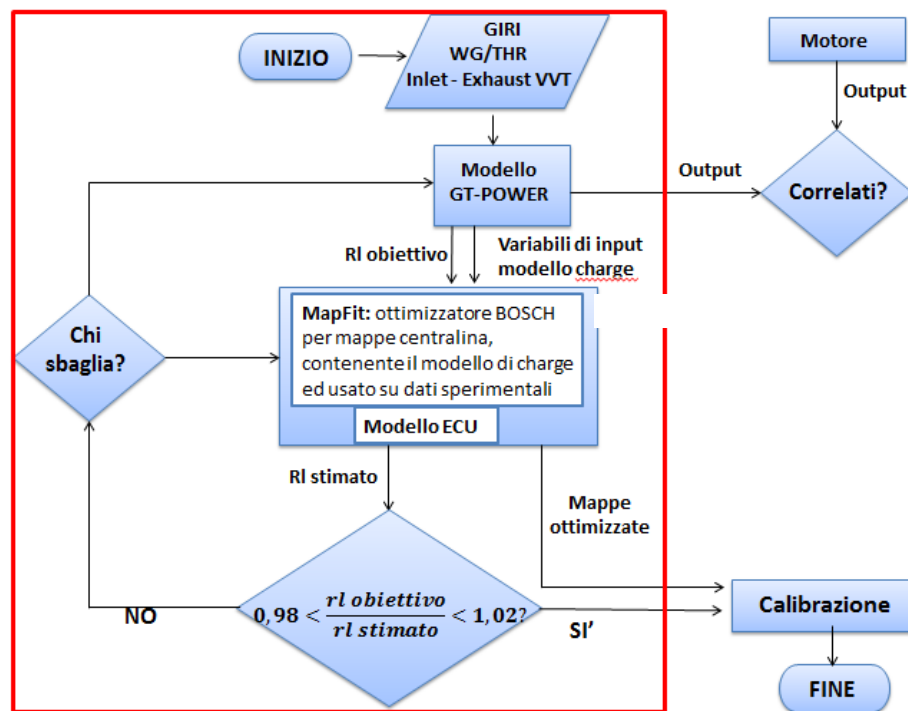 INIZIO
GIRI
WG/THR
Inlet - Exhaust VVT
Motore
Output
Modello
GT-POWER
Output
Correlati?
Rl obiettivo
Variabili di input
modello charge
Chi
sbaglia?
MapFit: ottimizzatore BOSCH
per mappe centralina,
contenente il modello di charge
ed usato su dati sperimentali
Modello ECU
Rl stimato
Mappe
ottimizzate
NO
0,98 < rl obiettivo / rl stimato < 1,02?
SI'
Calibrazione
FINE